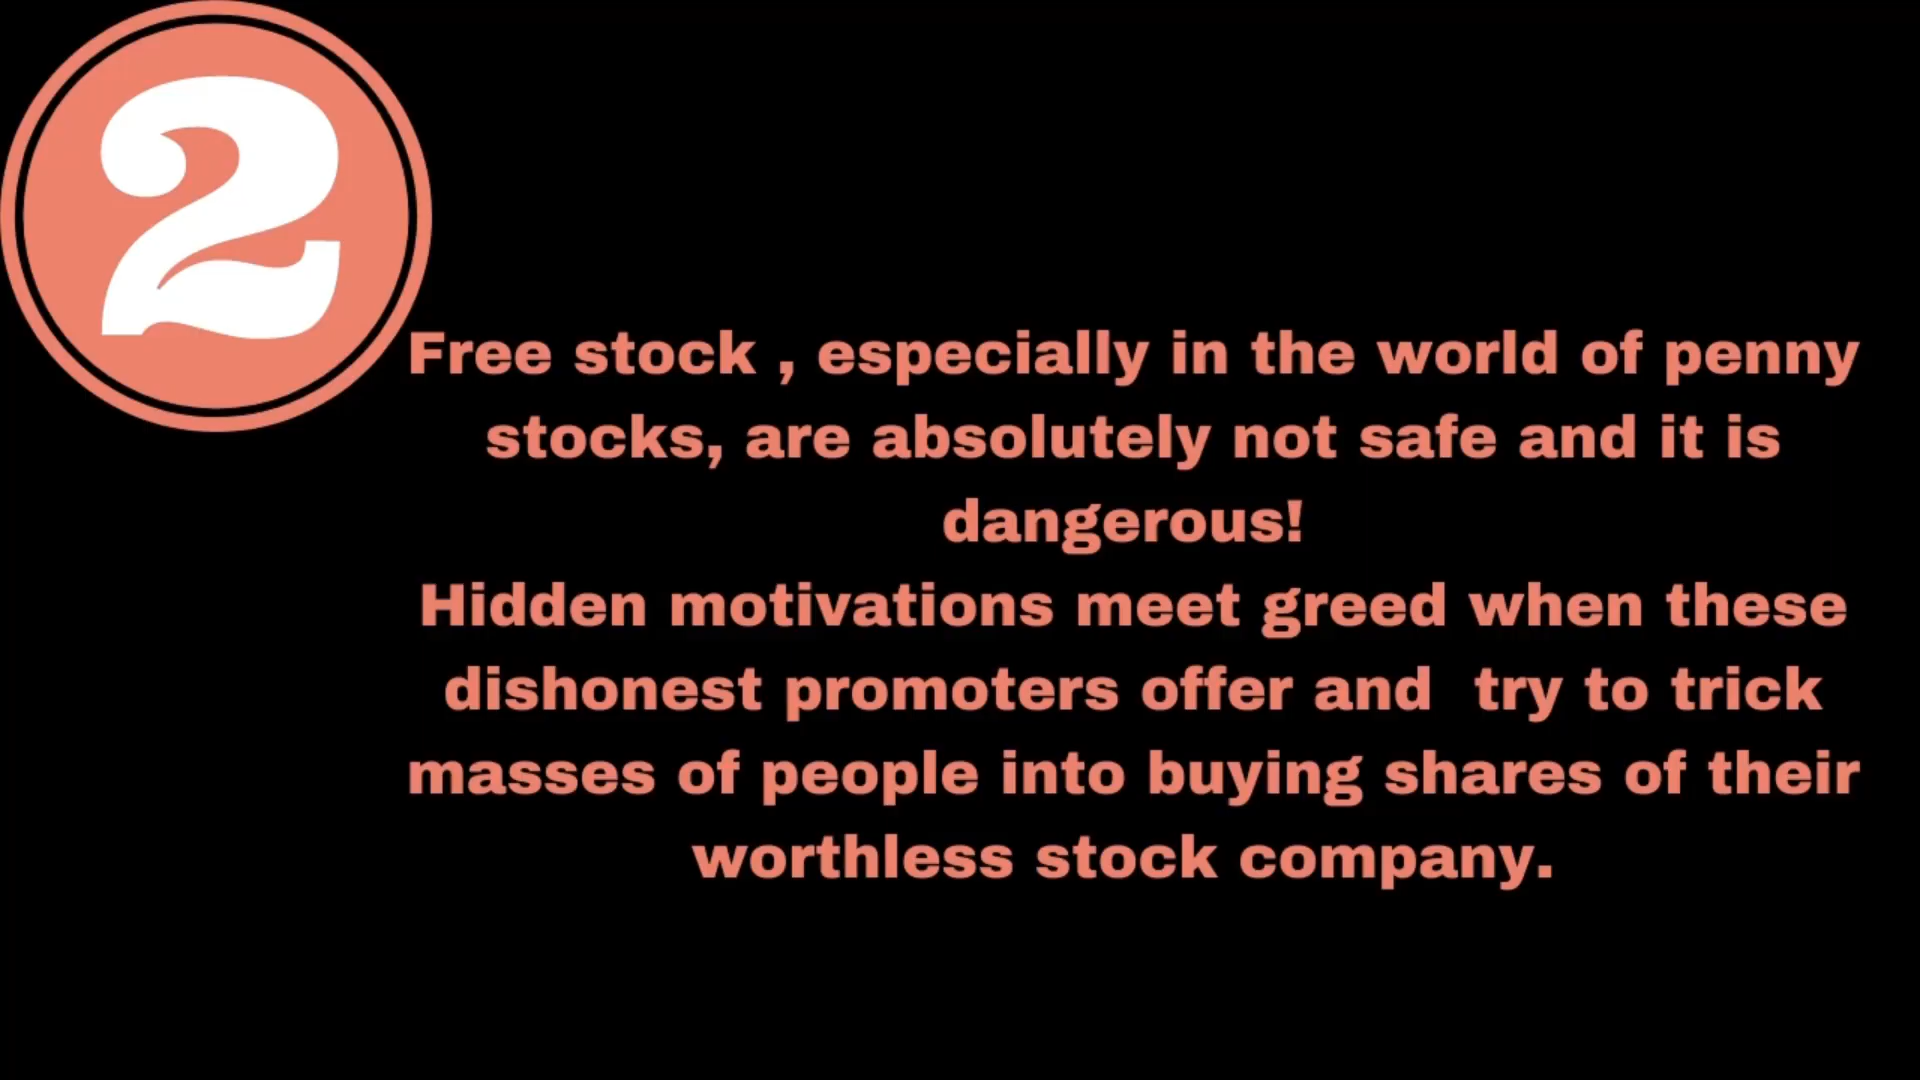 2
Free stock , especially in the world of penny
stocks, are absolutely not safe and it is
dangerous!
Hidden motivations meet greed when these
dishonest promoters offer and  try to trick
masses of people into buying shares of their
worthless stock company.